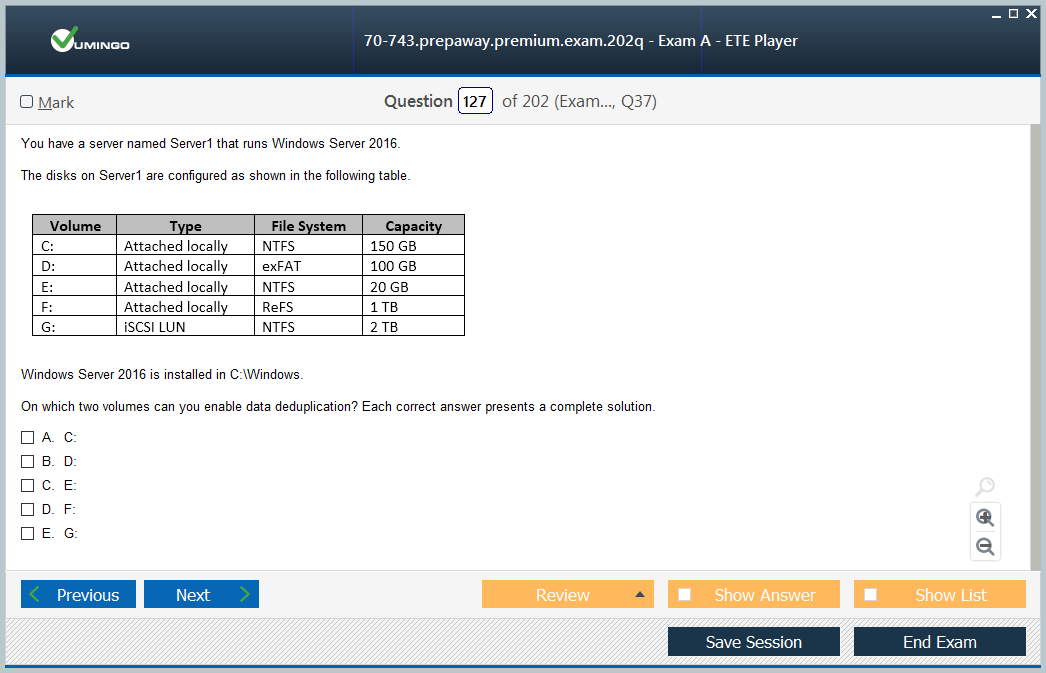 VUMINGO
70-743.prepaway.premium.exam.202q - Exam A - ETE Player
Mark
Question 127 of 202 (Exam..., Q37)
You have a server named Server1 that runs Windows Server 2016.
The disks on Server1 are configured as shown in the following table.
Volume Type File System Capacity
C: Attached locally NTFS 150 GB
D: Attached locally exFAT 100 GB
E: Attached locally NTFS 20 GB
F: Attached locally ReFS 1 TB
G: iSCSI LUN NTFS 2 TB
Windows Server 2016 is installed in C:\Windows.
On which two volumes can you enable data deduplication? Each correct answer presents a complete solution.
A. C:
B. D:
C. E:
D. F:
E. G:
Previous Next Review Show Answer Show List
Save Session End Exam